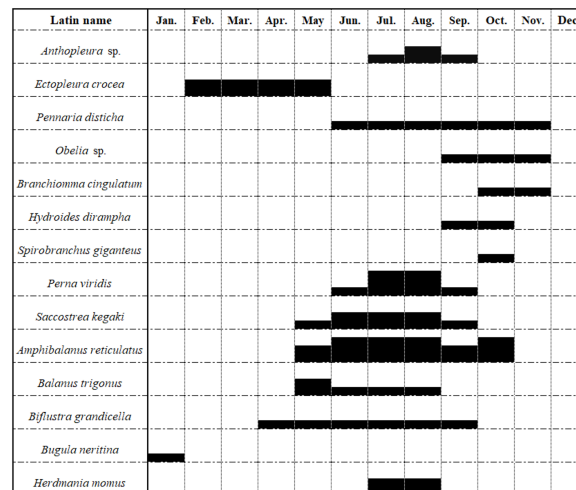 Latin name Jan. Feb. Mar. Apr. May Jun. Jul. Aug. Sep. Oct. Nov. Dec
Anthopleura sp.
Ectopleura crocea
Pennaria disticha
Obelia sp.
Branchiomma cingulatum
Hydroides dirampha
Spirobranchus giganteus
Perna viridis
Saccostrea kegaki
Amphibalanus reticulatus
Balanus trigonus
Biflustra grandicella
Bugula neritina
Herdmania momus